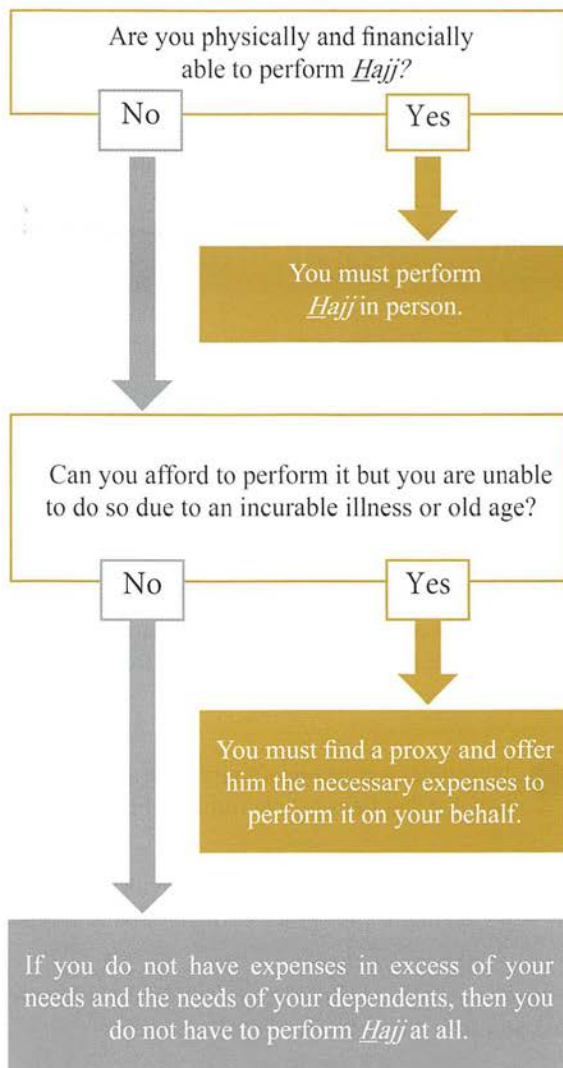 Are you physically and financially
able to perform Hajj?
No
Yes
You must perform
Hajj in person.
Can you afford to perform it but you are unable
to do so due to an incurable illness or old age?
No
Yes
You must find a proxy and offer
him the necessary expenses to
perform it on your behalf.
If you do not have expenses in excess of your
needs and the needs of your dependents, then you
do not have to perform Hajj at all.